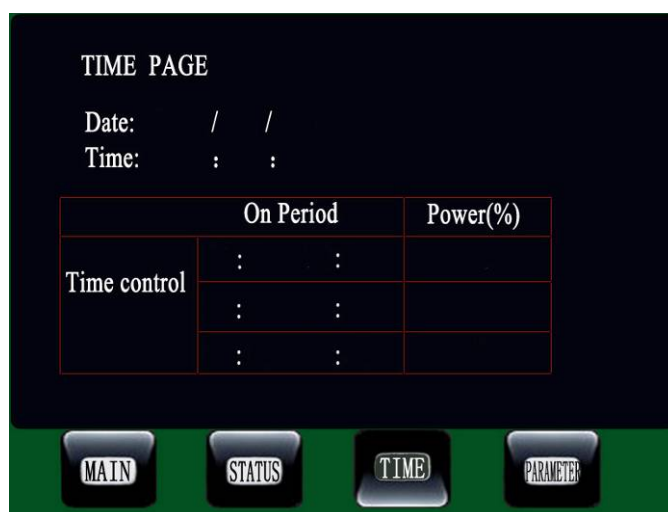 TIME PAGE
Date: / /
Time: : :
On Period Power(%)
: :
Time control
: :
: :
MAIN STATUS TIME PARAMETER